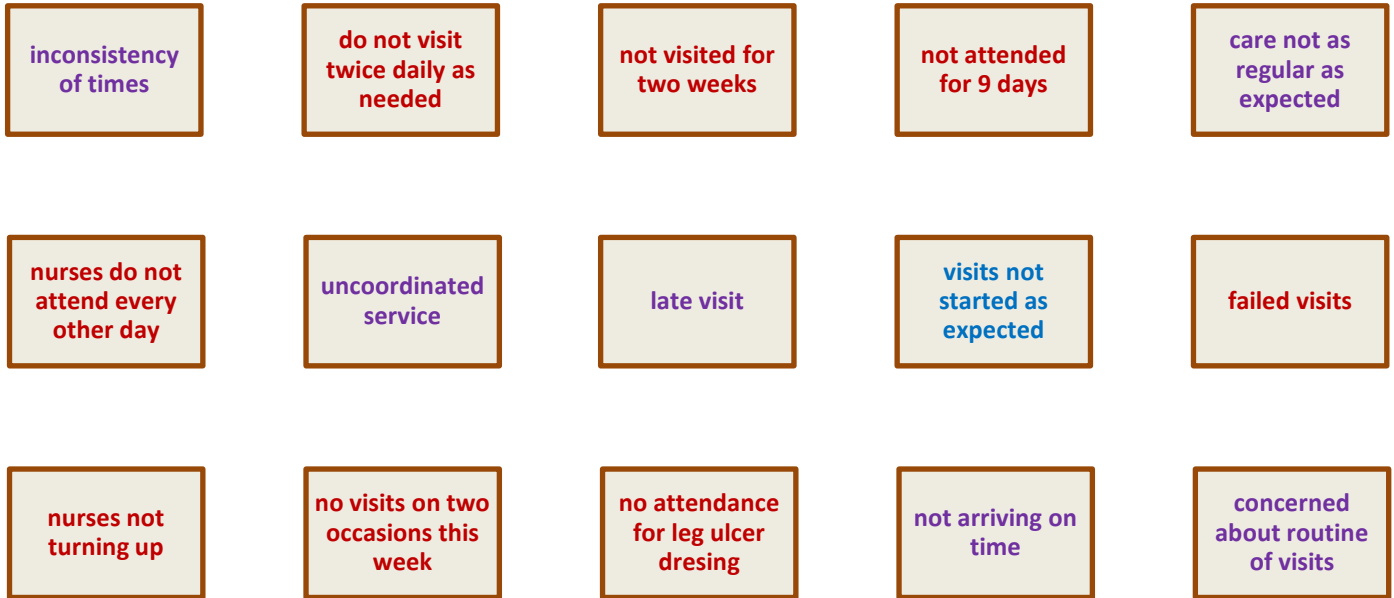 inconsistency
of times
do not visit
twice daily as
needed
not visited for
two weeks
not attended
for 9 days
care not as
regular as
expected
nurses do not
attend every
other day
uncoordinated
service
late visit
visits not
started as
expected
failed visits
nurses not
turning up
no visits on two
occasions this
week
no attendance
for leg ulcer
dresing
not arriving on
time
concerned
about routine
of visits